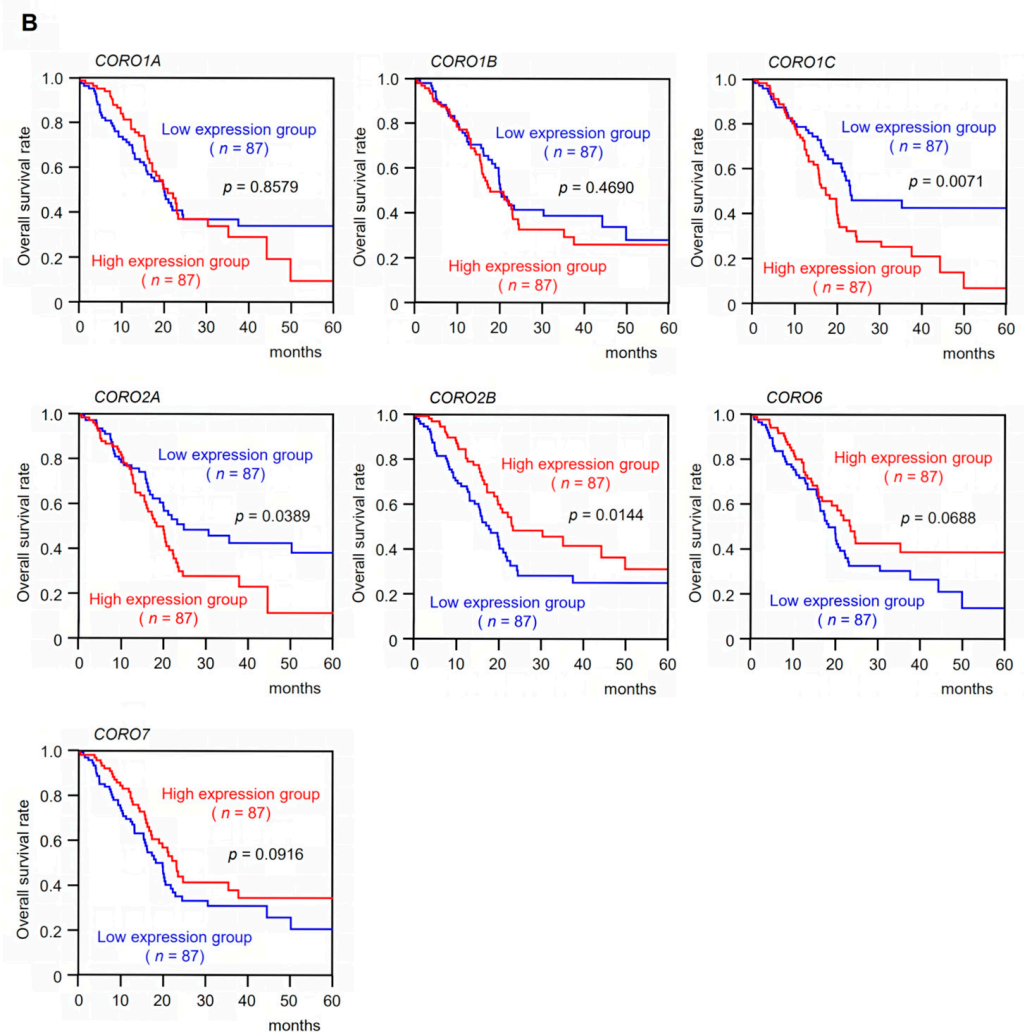 B
CORO1A
1.0
0.8
0.6
0.4
0.2
0
Overall survival rate
Low expression group
( n = 87)
p = 0.8579
High expression group
( n = 87)
0 10 20 30 40 50 60
months
CORO1B
1.0
0.8
0.6
0.4
0.2
0
Overall survival rate
Low expression group
( n = 87)
p = 0.4690
High expression group
( n = 87)
0 10 20 30 40 50 60
months
CORO1C
1.0
0.8
0.6
0.4
0.2
0
Overall survival rate
Low expression group
( n = 87)
p = 0.0071
High expression group
( n = 87)
0 10 20 30 40 50 60
months
CORO2A
1.0
0.8
0.6
0.4
0.2
0
Overall survival rate
Low expression group
( n = 87)
p = 0.0389
High expression group
( n = 87)
0 10 20 30 40 50 60
months
CORO2B
1.0
0.8
0.6
0.4
0.2
0
Overall survival rate
High expression group
( n = 87)
p = 0.0144
Low expression group
( n = 87)
0 10 20 30 40 50 60
months
CORO6
1.0
0.8
0.6
0.4
0.2
0
Overall survival rate
High expression group
( n = 87)
p = 0.0688
Low expression group
( n = 87)
0 10 20 30 40 50 60
months
CORO7
1.0
0.8
0.6
0.4
0.2
0
Overall survival rate
High expression group
( n = 87)
p = 0.0916
Low expression group
( n = 87)
0 10 20 30 40 50 60
months